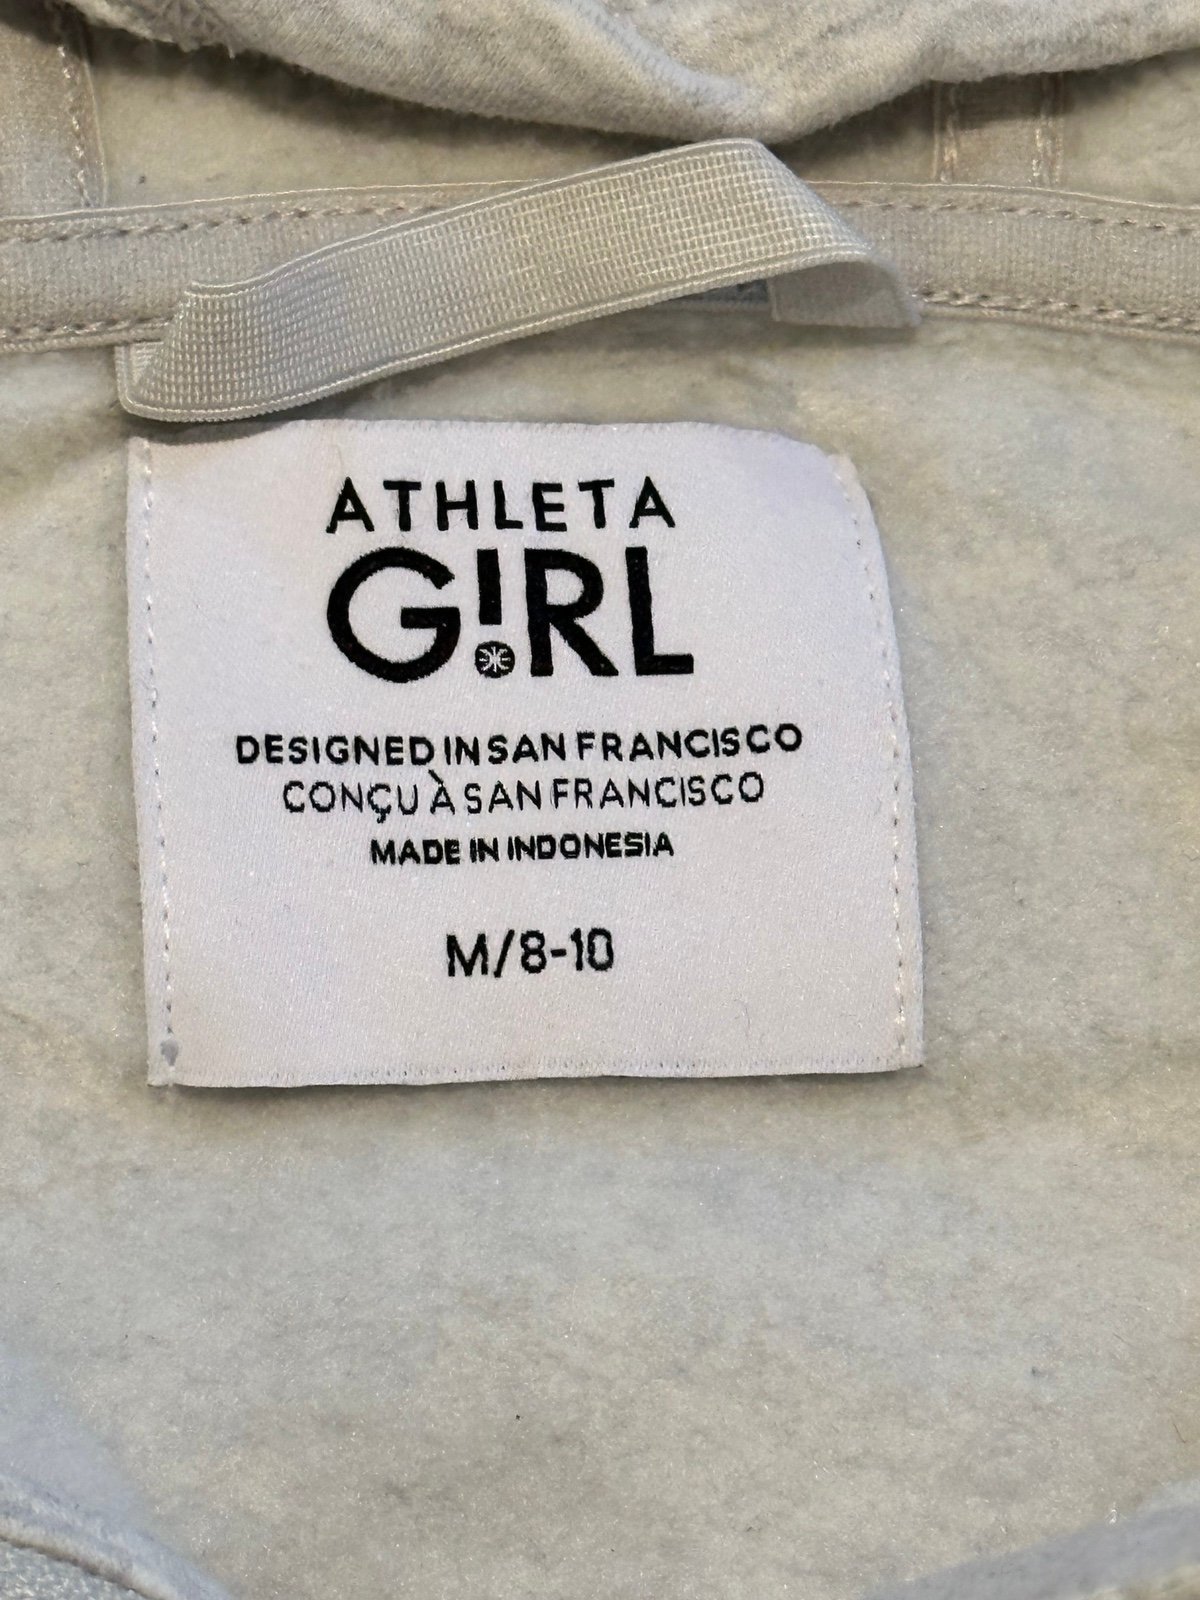 ATHLETA
G!RL
DESIGNED IN SAN FRANCISCO
CONÇU À SAN FRANCISCO
MADE IN INDONESIA
M/8-10